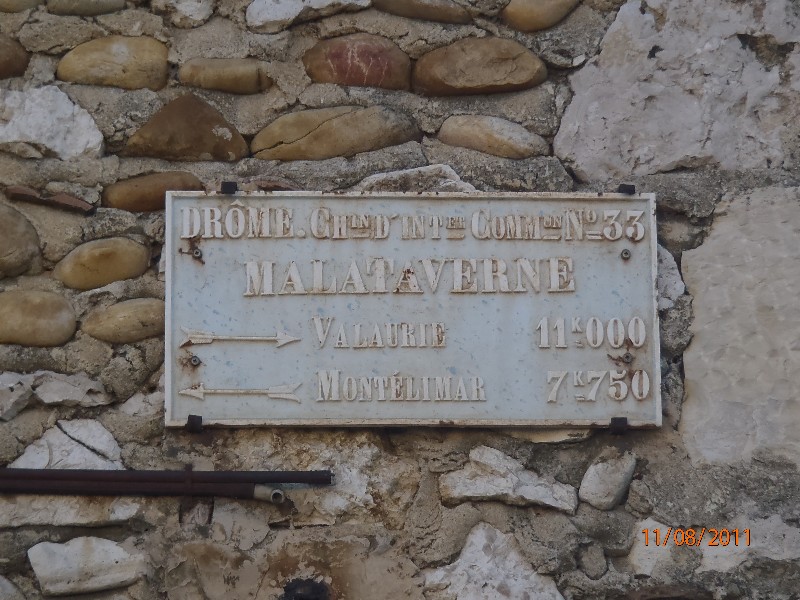 DRÔME. CHIN D'INTÉT COMMUN NO 33
MALATAVERNE
VALAURIE 11K000
MONTÉLIMAR 7K750
11/08/2011